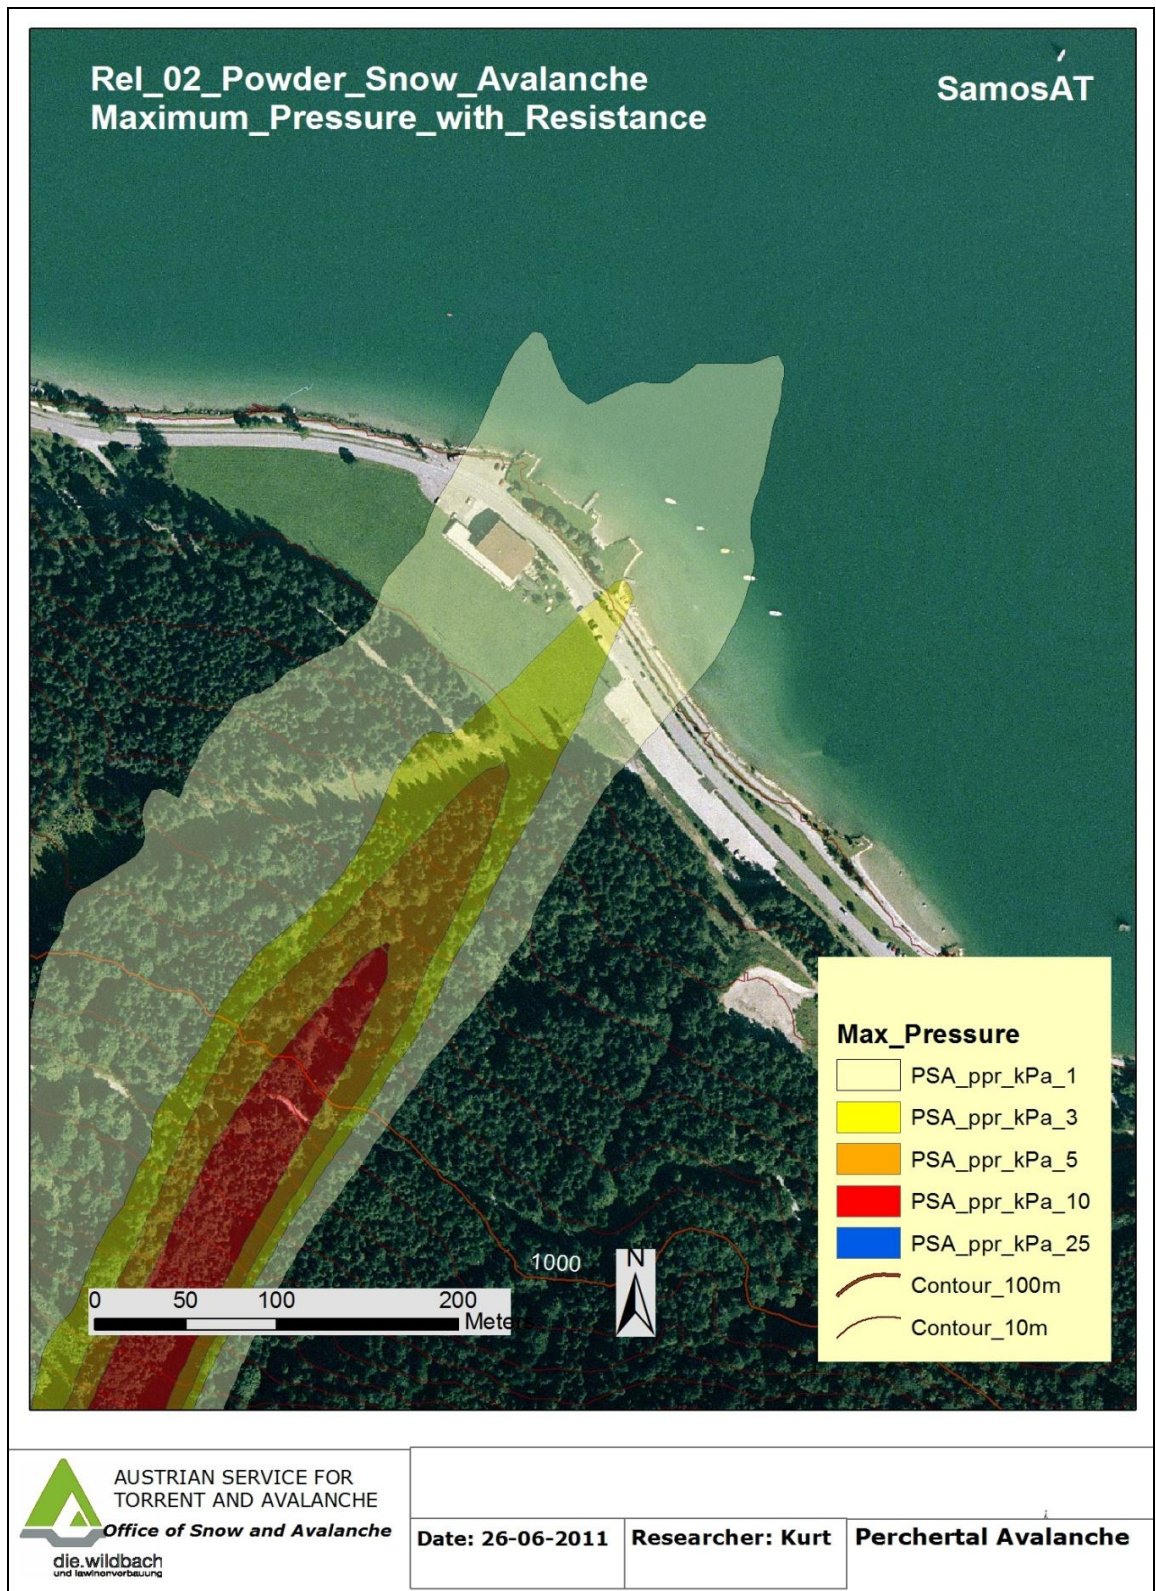 Rel_02_Powder_Snow_Avalanche
Maximum_Pressure_with_Resistance
SamosAT
Max_Pressure
PSA_ppr_kPa_1
PSA_ppr_kPa_3
PSA_ppr_kPa_5
PSA_ppr_kPa_10
PSA_ppr_kPa_25
Contour_100m
Contour_10m
1000
N
0 50 100 200
Meters
AUSTRIAN SERVICE FOR
TORRENT AND AVALANCHE
Office of Snow and Avalanche
die.wildbach
und lawinenverbauung
Date: 26-06-2011
Researcher: Kurt
Perchertal Avalanche